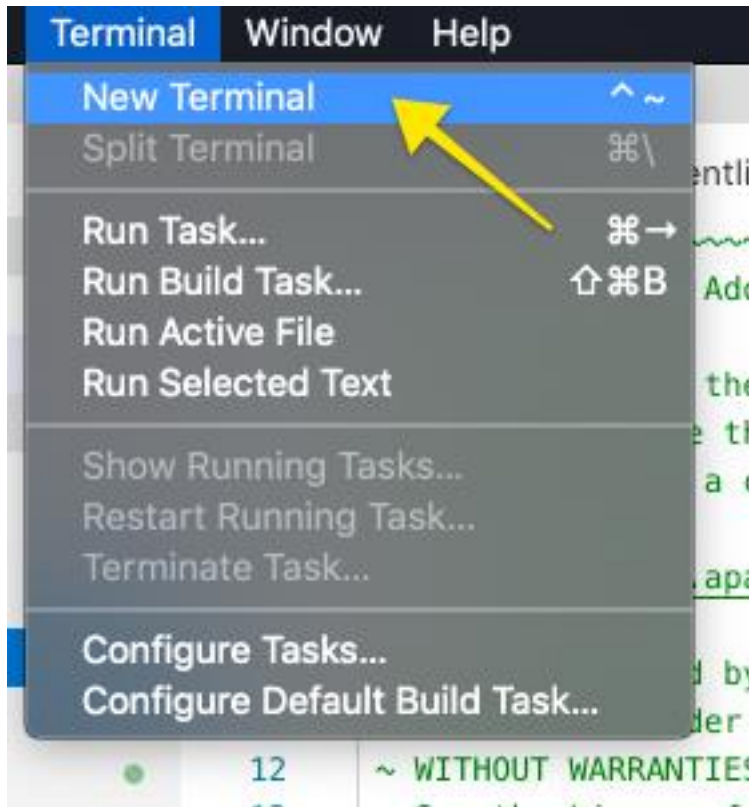 Terminal Window Help
New Terminal ^ ~
Split Terminal ⌘\
Run Task... ⌘→
Run Build Task... ⇧⌘B
Run Active File
Run Selected Text
Show Running Tasks...
Restart Running Task...
Terminate Task...
Configure Tasks...
Configure Default Build Task...
12 ~ WITHOUT WARRANTIES